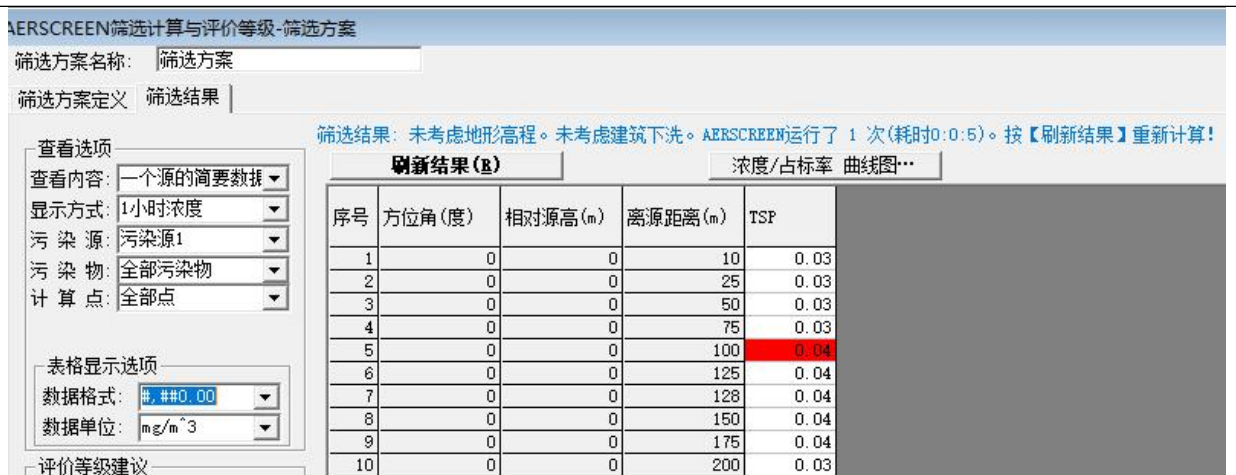 AERSCREEN筛选计算与评价等级-筛选方案
筛选方案名称: 筛选方案
筛选方案定义 筛选结果
筛选结果: 未考虑地形高程。未考虑建筑下洗。AERSCREEN运行了 1 次(耗时0:0:5)。按【刷新结果】重新计算!
刷新结果(R) 浓度/占标率 曲线图…
查看选项
查看内容: 一个源的简要数据
显示方式: 1小时浓度
污 染 源: 污染源1
污 染 物: 全部污染物
计 算 点: 全部点
表格显示选项
数据格式: #,##0.00
数据单位: mg/m^3
评价等级建议
序号 方位角(度) 相对源高(m) 离源距离(m) TSP
1 0 0 10 0.03
2 0 0 25 0.03
3 0 0 50 0.03
4 0 0 75 0.03
5 0 0 100 0.04
6 0 0 125 0.04
7 0 0 128 0.04
8 0 0 150 0.04
9 0 0 175 0.04
10 0 0 200 0.03